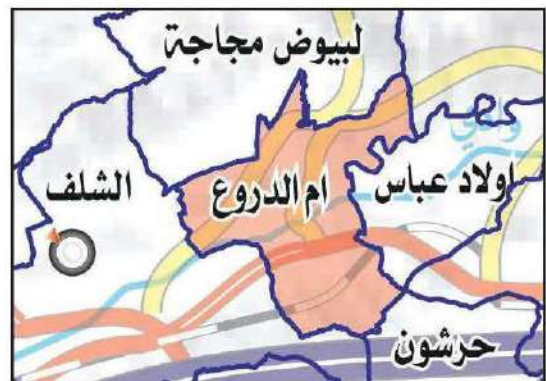 لبيوض مجاجة
الشلف
ام الدروع
اولاد عباس
حرشون